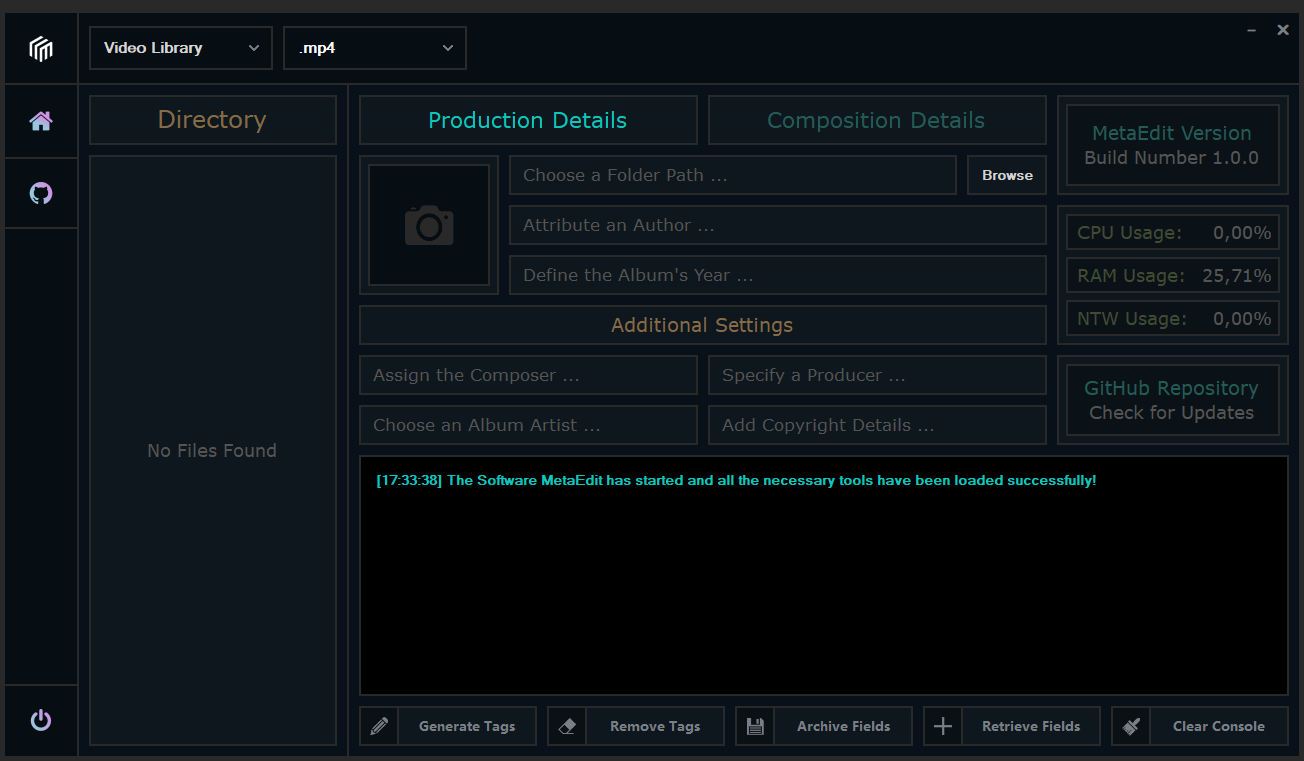 Video Library
.mp4
Directory
No Files Found
Production Details
Composition Details
Choose a Folder Path ...
Browse
Attribute an Author ...
Define the Album's Year ...
Additional Settings
Assign the Composer ...
Specify a Producer ...
Choose an Album Artist ...
Add Copyright Details ...
MetaEdit Version
Build Number 1.0.0
CPU Usage: 0,00%
RAM Usage: 25,71%
NTW Usage: 0,00%
GitHub Repository
Check for Updates
[17:33:38] The Software MetaEdit has started and all the necessary tools have been loaded successfully!
Generate Tags
Remove Tags
Archive Fields
Retrieve Fields
Clear Console